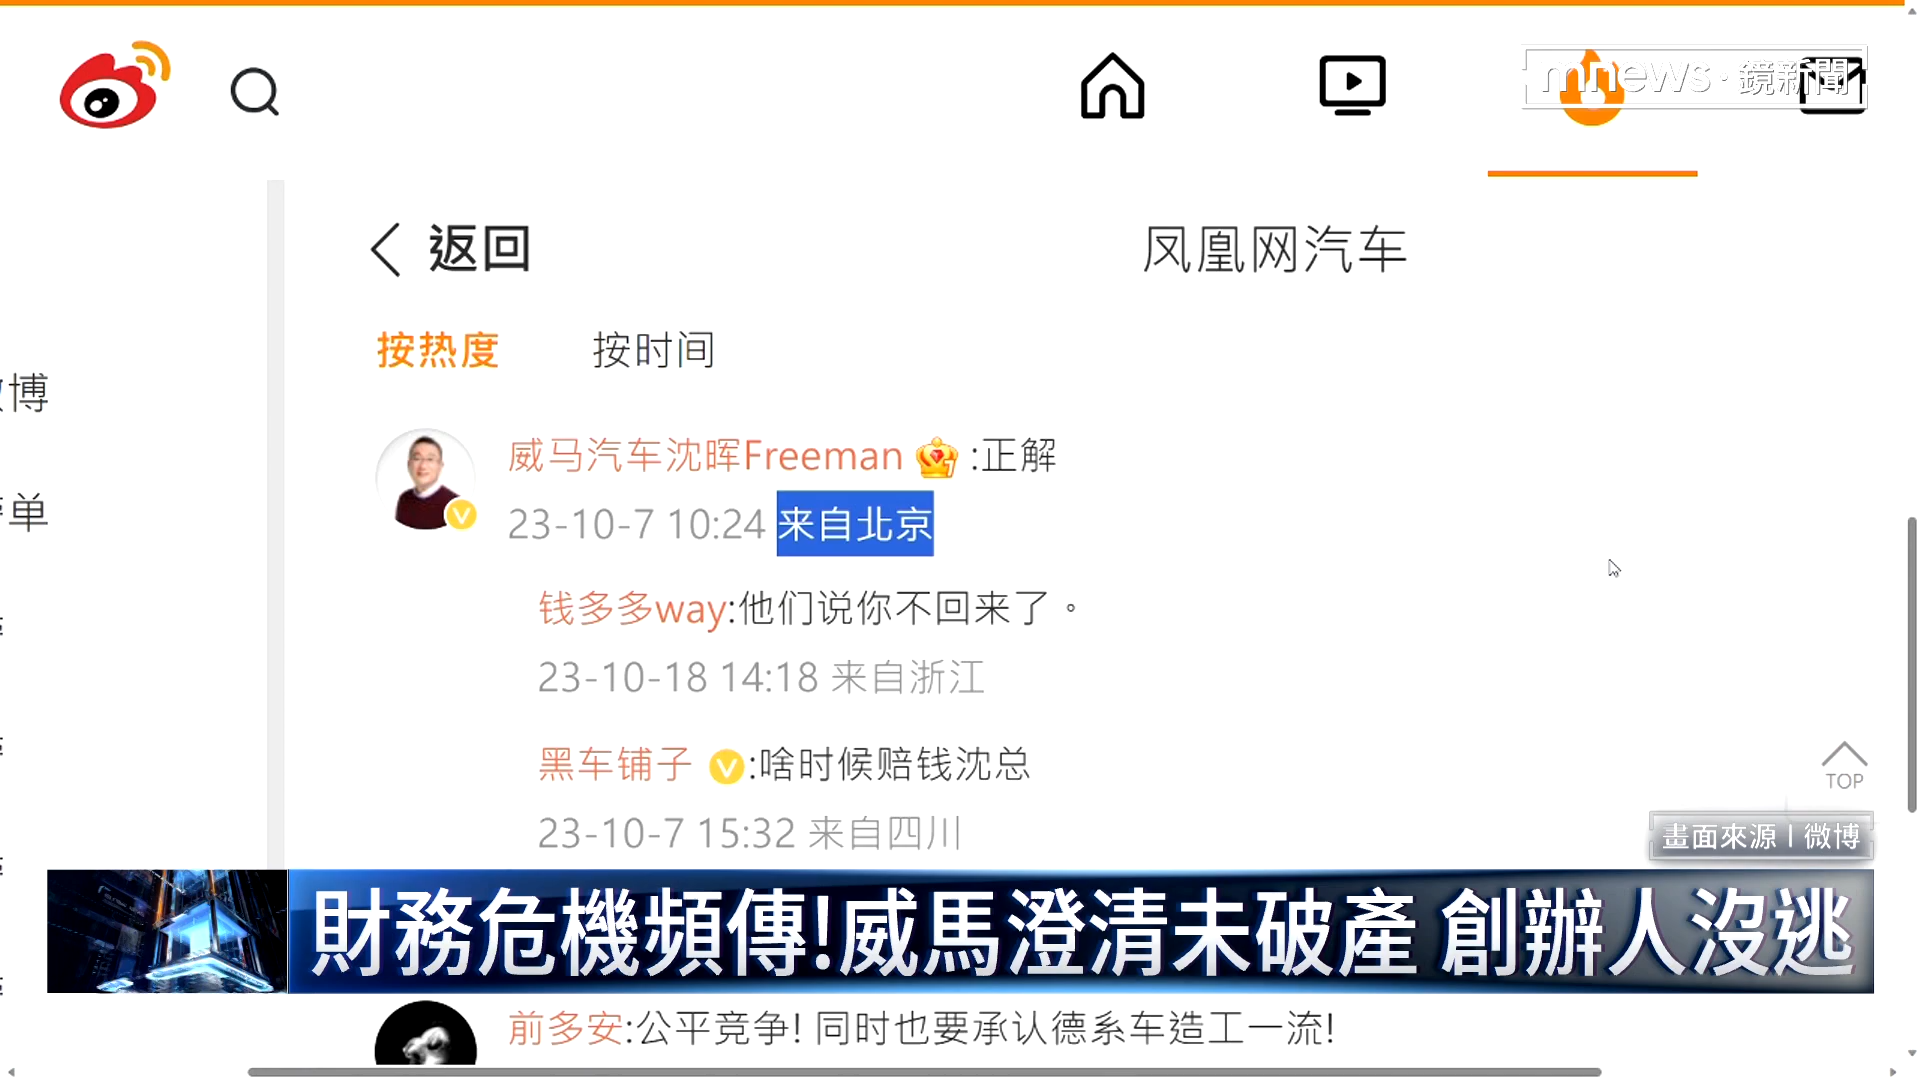 mnews·鏡新聞
返回
凤凰网汽车
按热度 按时间
博
单
威马汽车沈晖Freeman :正解
23-10-7 10:24 来自北京
钱多多way:他们说你不回来了。
23-10-18 14:18 来自浙江
黑车铺子 :啥时候赔钱沈总
23-10-7 15:32 来自四川
TOP
畫面來源 | 微博
財務危機頻傳!威馬澄清未破產 創辦人沒逃
前多安:公平竞争! 同时也要承认德系车造工一流!